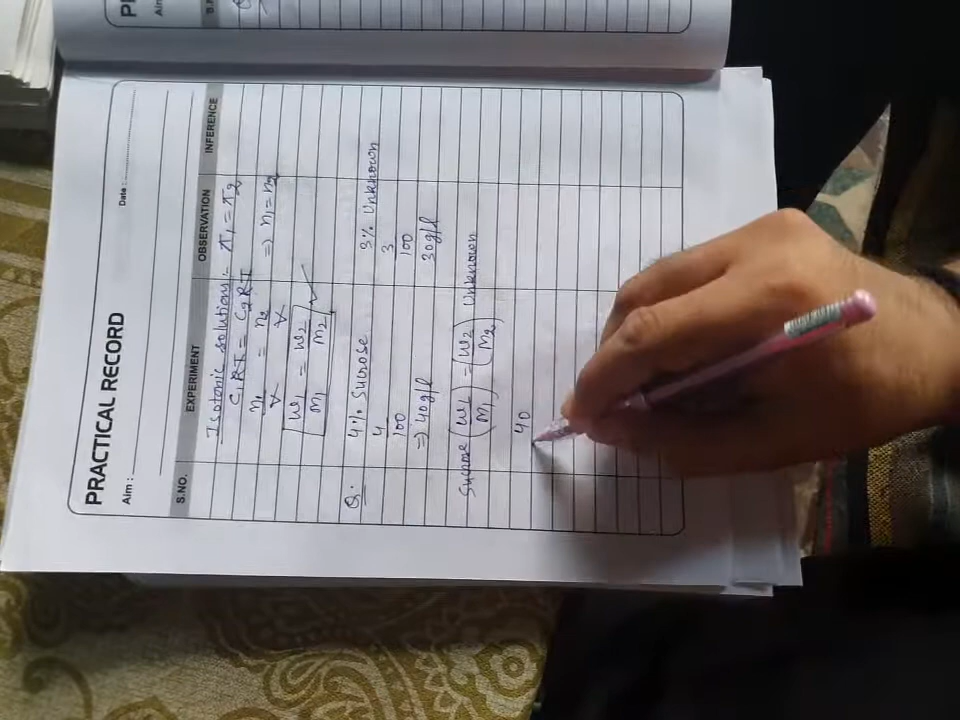 PRACTICAL RECORD
Date :
Aim :
S.NO. EXPERIMENT OBSERVATION INFERENCE
Isotonic solutions:- π1 = π2
C1RT = C2RT
n1/V = n2/V => n1 = n2
w1/M1 = w2/M2
Q. 4% Sucrose 3% Unknown
4/100 3/100
=> 40g/l 30g/l
Sucrose (w1/M1) = (w2/M2) Unknown
40